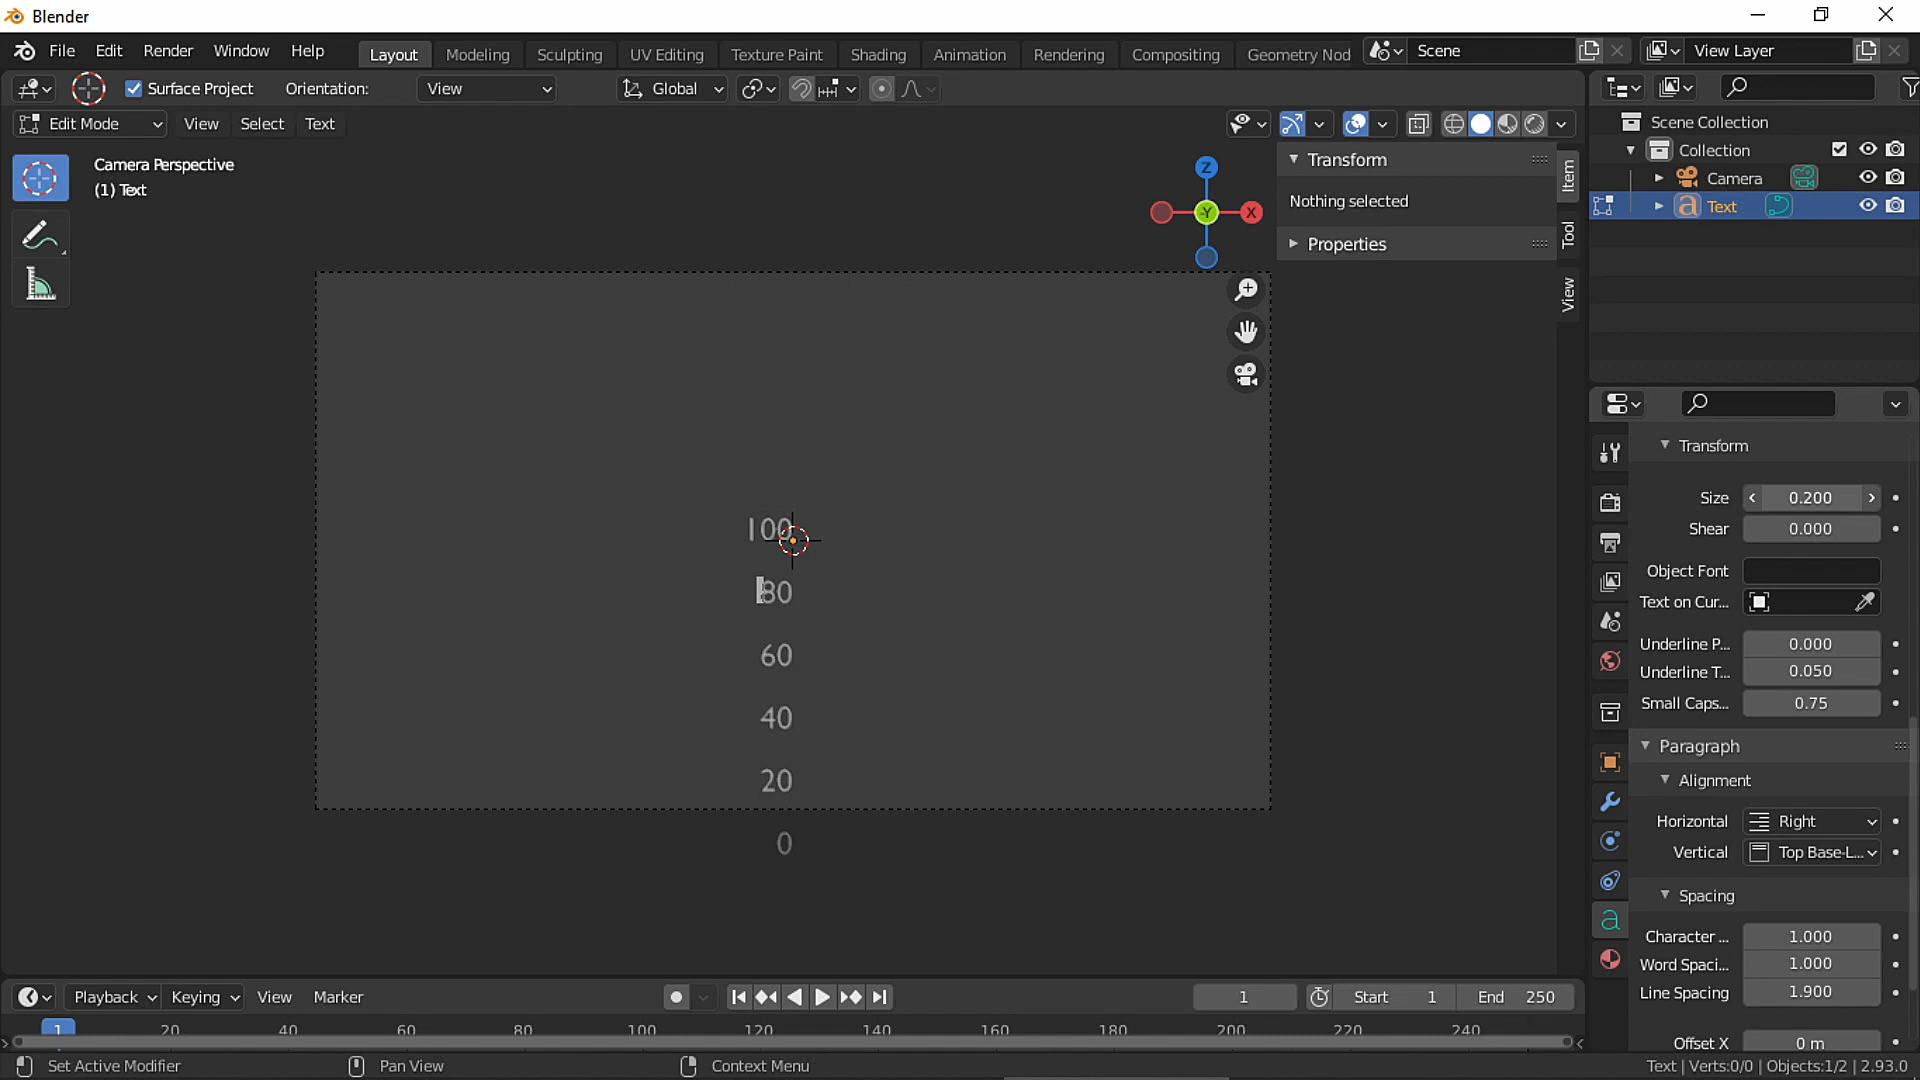 Blender
File Edit Render Window Help Layout Modeling Sculpting UV Editing Texture Paint Shading Animation Rendering Compositing Geometry Nod Scene View Layer
Surface Project Orientation: View Global
Edit Mode View Select Text
Camera Perspective
(1) Text
Z
-Y
X
Transform
Nothing selected
Properties
Item
Tool
View
Scene Collection
Collection
Camera
Text
100
80
60
40
20
0
Transform
Size 0.200
Shear 0.000
Object Font
Text on Cur...
Underline P... 0.000
Underline T... 0.050
Small Caps... 0.75
Paragraph
Alignment
Horizontal Right
Vertical Top Base-L...
Spacing
Character ... 1.000
Word Spaci... 1.000
Line Spacing 1.900
Offset X 0 m
Playback Keying View Marker 1 Start 1 End 250
1 20 40 60 80 100 120 140 160 180 200 220 240
Set Active Modifier Pan View Context Menu Text | Verts:0/0 | Objects:1/2 | 2.93.0